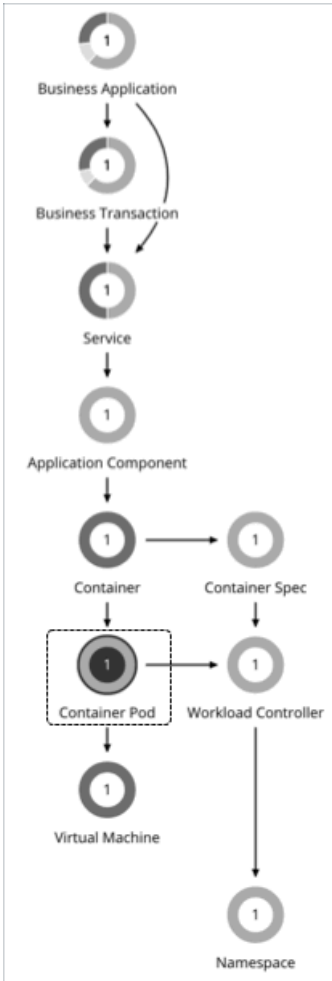 1
Business Application
1
Business Transaction
1
Service
1
Application Component
1 1
Container Container Spec
1 1
Container Pod Workload Controller
1
Virtual Machine
1
Namespace